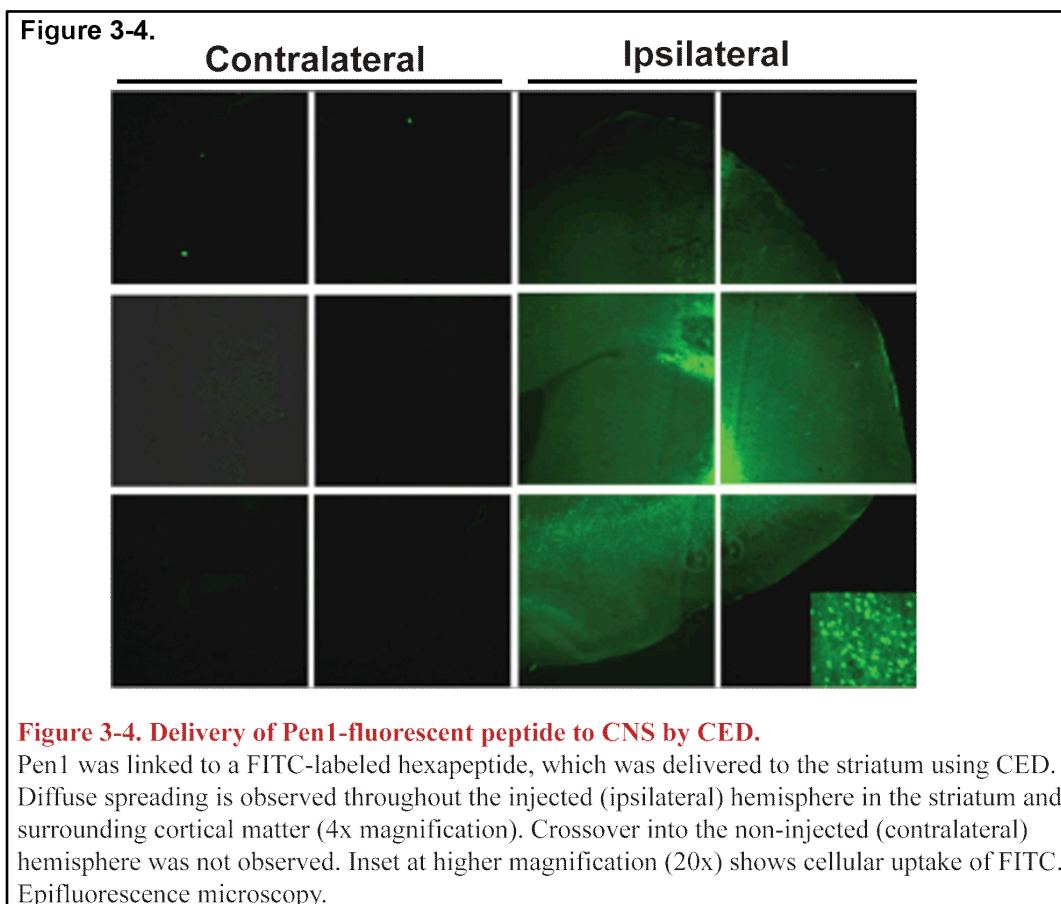 Figure 3-4.
Contralateral
Ipsilateral
Figure 3-4. Delivery of Pen1-fluorescent peptide to CNS by CED.
Pen1 was linked to a FITC-labeled hexapeptide, which was delivered to the striatum using CED.
Diffuse spreading is observed throughout the injected (ipsilateral) hemisphere in the striatum and
surrounding cortical matter (4x magnification). Crossover into the non-injected (contralateral)
hemisphere was not observed. Inset at higher magnification (20x) shows cellular uptake of FITC.
Epifluorescence microscopy.